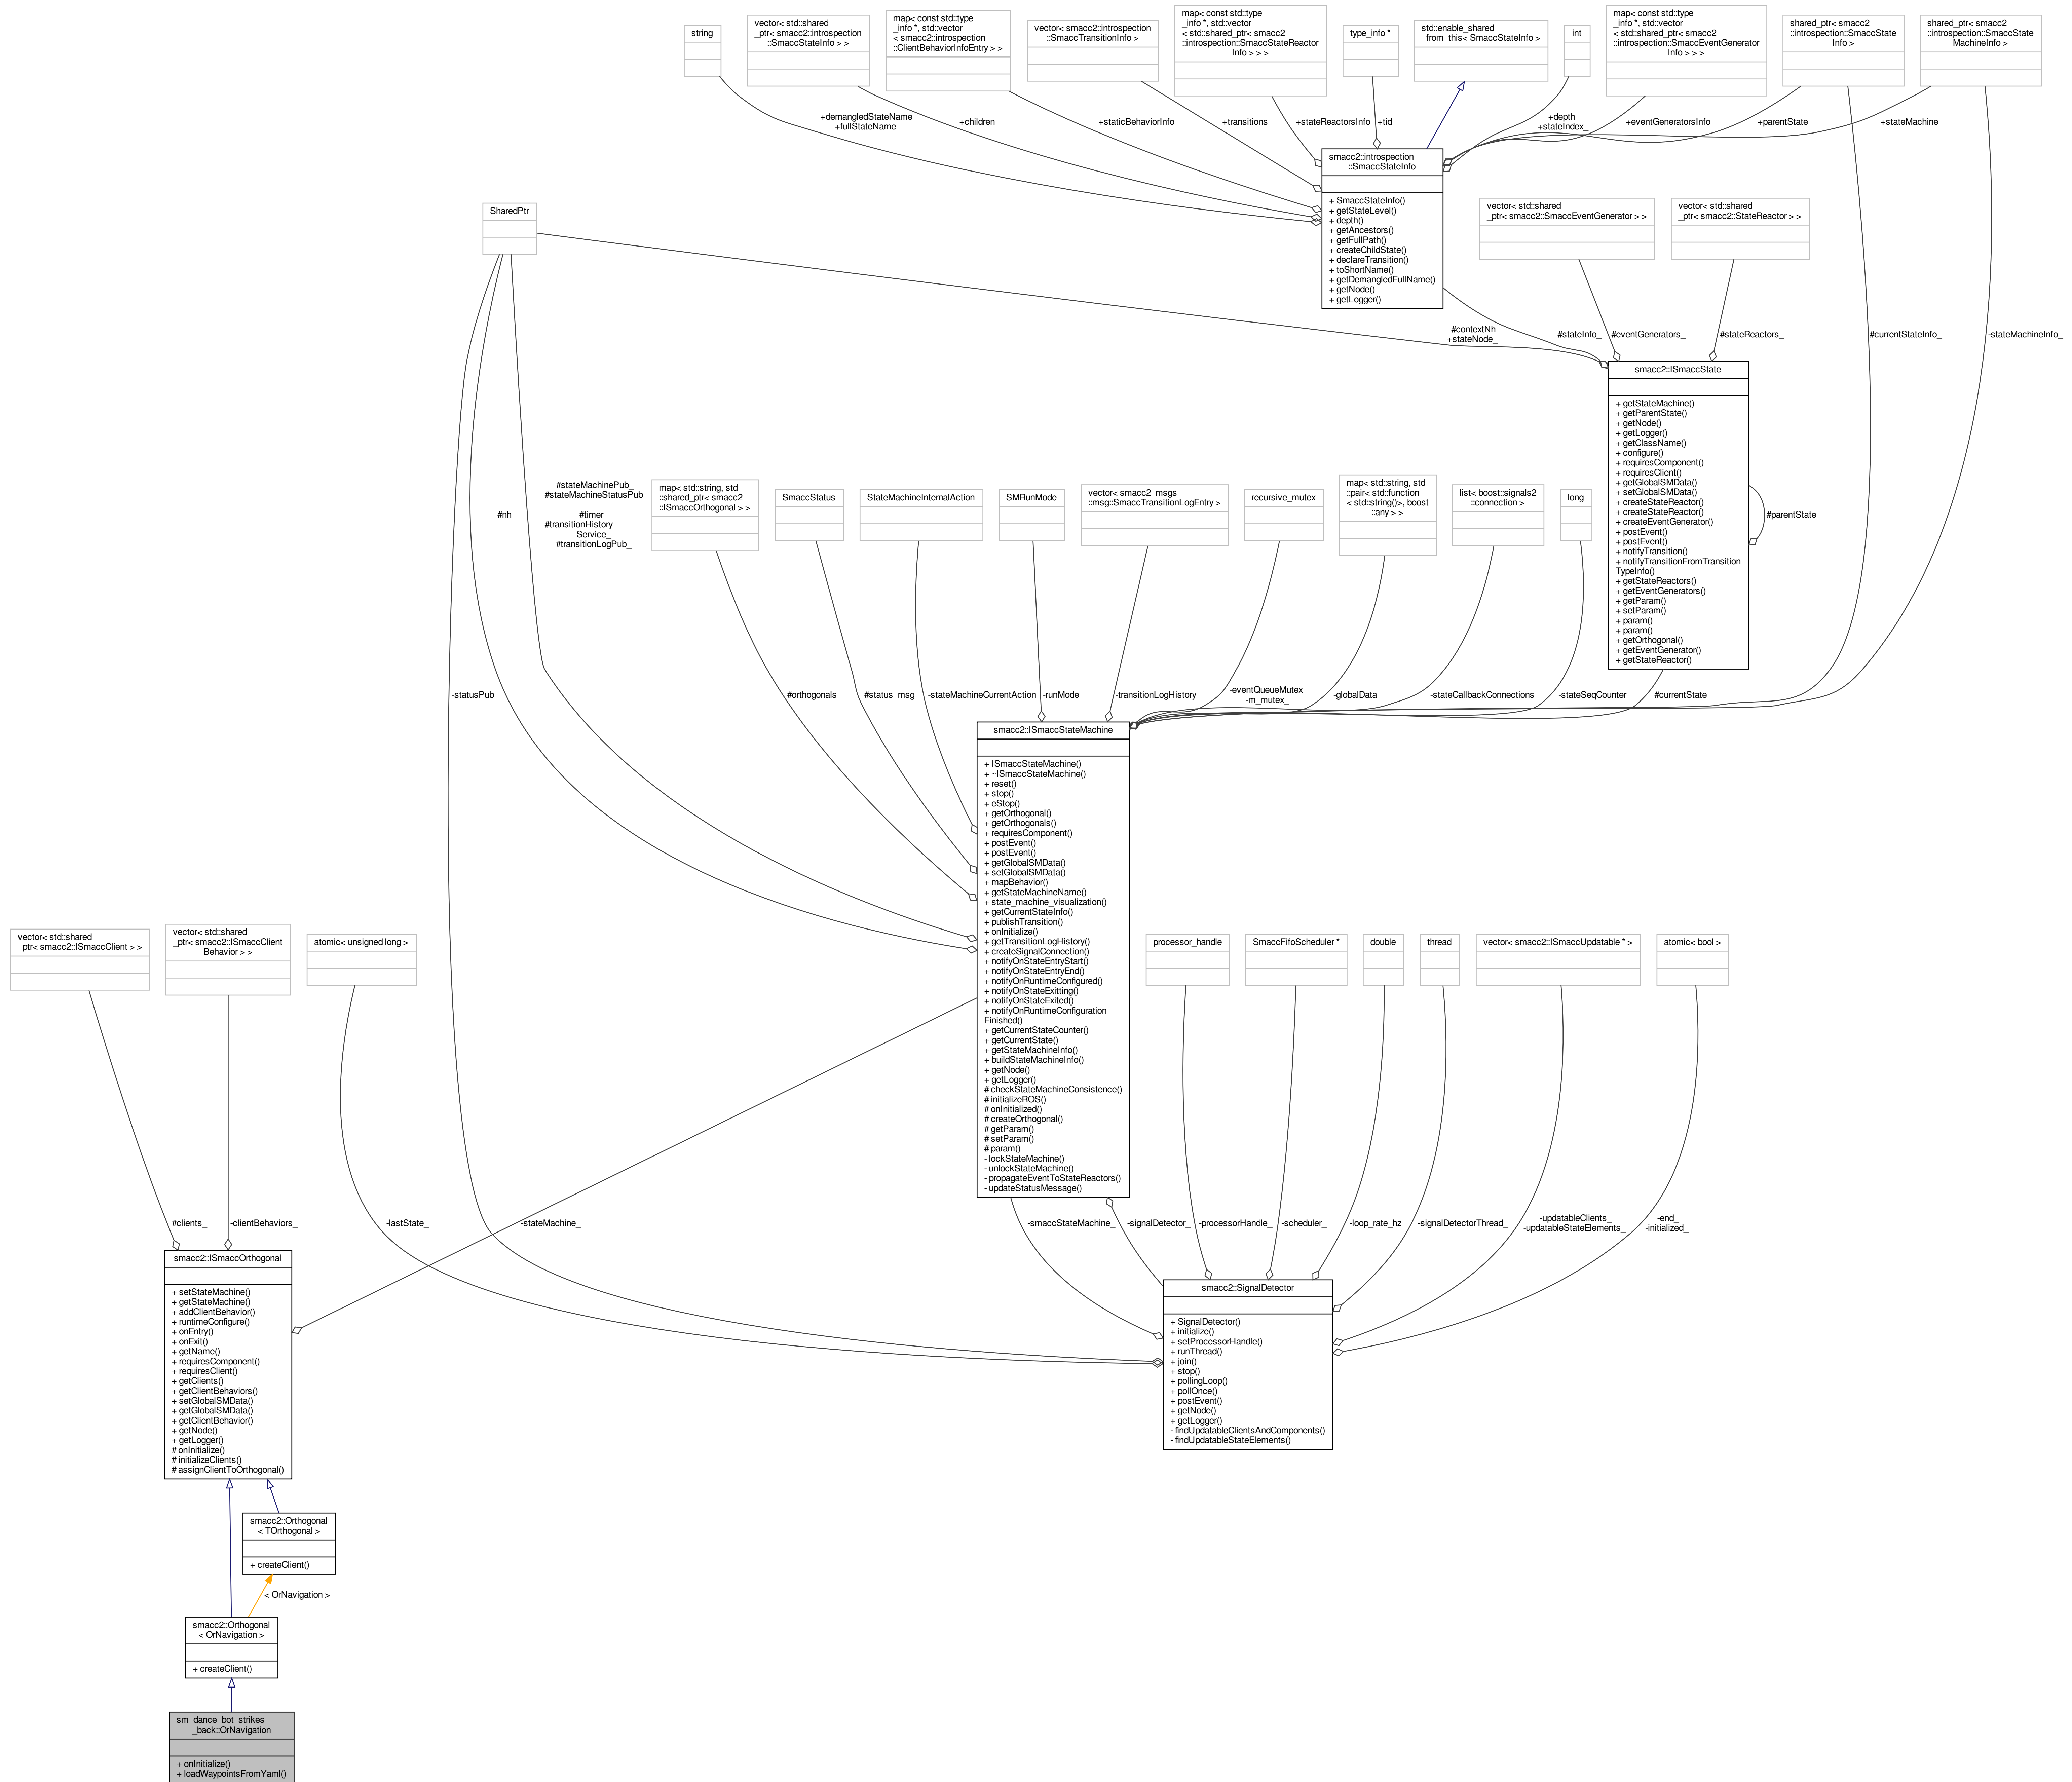 string
vector< std::shared
_ptr< smacc2::introspection
::SmaccStateInfo > >
map< const std::type
_info *, std::vector
< smacc2::introspection
::ClientBehaviorInfoEntry > >
vector< smacc2::introspection
::SmaccTransitionInfo >
map< const std::type
_info *, std::vector
< std::shared_ptr< smacc2
::introspection::SmaccStateReactor
Info > > >
type_info *
std::enable_shared
_from_this< SmaccStateInfo >
int
map< const std::type
_info *, std::vector
< std::shared_ptr< smacc2
::introspection::SmaccEventGenerator
Info > > >
shared_ptr< smacc2
::introspection::SmaccState
Info >
shared_ptr< smacc2
::introspection::SmaccState
MachineInfo >
+demangledStateName
+fullStateName
+children_
+staticBehaviorInfo
+transitions_
+stateReactorsInfo
+tid_
+depth_
+stateIndex_
+eventGeneratorsInfo
+parentState_
+stateMachine_
smacc2::introspection
::SmaccStateInfo
+ SmaccStateInfo()
+ getStateLevel()
+ depth()
+ getAncestors()
+ getFullPath()
+ createChildState()
+ declareTransition()
+ toShortName()
+ getDemangledFullName()
+ getNode()
+ getLogger()
SharedPtr
vector< std::shared
_ptr< smacc2::SmaccEventGenerator > >
vector< std::shared
_ptr< smacc2::StateReactor > >
#contextNh
+stateNode_
#stateInfo_
#eventGenerators_
#stateReactors_
#currentStateInfo_
-stateMachineInfo_
smacc2::ISmaccState
+ getStateMachine()
+ getParentState()
+ getNode()
+ getLogger()
+ getClassName()
+ configure()
+ requiresComponent()
+ requiresClient()
+ getGlobalSMData()
+ setGlobalSMData()
+ createStateReactor()
+ createStateReactor()
+ createEventGenerator()
+ postEvent()
+ postEvent()
+ notifyTransition()
+ notifyTransitionFromTransition
TypeInfo()
+ getStateReactors()
+ getEventGenerators()
+ getParam()
+ setParam()
+ param()
+ param()
+ getOrthogonal()
+ getEventGenerator()
+ getStateReactor()
#parentState_
#nh_
#stateMachinePub_
#stateMachineStatusPub
_
#timer_
#transitionHistory
Service_
#transitionLogPub_
map< std::string, std
::shared_ptr< smacc2
::ISmaccOrthogonal > >
SmaccStatus
StateMachineInternalAction
SMRunMode
vector< smacc2_msgs
::msg::SmaccTransitionLogEntry >
recursive_mutex
map< std::string, std
::pair< std::function
< std::string()>, boost
::any > >
list< boost::signals2
::connection >
long
-statusPub_
#orthogonals_
#status_msg_
-stateMachineCurrentAction
-runMode_
-transitionLogHistory_
-eventQueueMutex_
-m_mutex_
-globalData_
-stateCallbackConnections
-stateSeqCounter_
#currentState_
smacc2::ISmaccStateMachine
+ ISmaccStateMachine()
+ ~ISmaccStateMachine()
+ reset()
+ stop()
+ eStop()
+ getOrthogonal()
+ getOrthogonals()
+ requiresComponent()
+ postEvent()
+ postEvent()
+ getGlobalSMData()
+ setGlobalSMData()
+ mapBehavior()
+ getStateMachineName()
+ state_machine_visualization()
+ getCurrentStateInfo()
+ publishTransition()
+ onInitialize()
+ getTransitionLogHistory()
+ createSignalConnection()
+ notifyOnStateEntryStart()
+ notifyOnStateEntryEnd()
+ notifyOnRuntimeConfigured()
+ notifyOnStateExitting()
+ notifyOnStateExited()
+ notifyOnRuntimeConfiguration
Finished()
+ getCurrentStateCounter()
+ getCurrentState()
+ getStateMachineInfo()
+ buildStateMachineInfo()
+ getNode()
+ getLogger()
# checkStateMachineConsistence()
# initializeROS()
# onInitialized()
# createOrthogonal()
# getParam()
# setParam()
# param()
- lockStateMachine()
- unlockStateMachine()
- propagateEventToStateReactors()
- updateStatusMessage()
vector< std::shared
_ptr< smacc2::ISmaccClient > >
vector< std::shared
_ptr< smacc2::ISmaccClient
Behavior > >
atomic< unsigned long >
processor_handle
SmaccFifoScheduler *
double
thread
vector< smacc2::ISmaccUpdatable * >
atomic< bool >
#clients_
-clientBehaviors_
-lastState_
-stateMachine_
-smaccStateMachine_
-signalDetector_
-processorHandle_
-scheduler_
-loop_rate_hz
-signalDetectorThread_
-updatableClients_
-updatableStateElements_
-end_
-initialized_
smacc2::ISmaccOrthogonal
+ setStateMachine()
+ getStateMachine()
+ addClientBehavior()
+ runtimeConfigure()
+ onEntry()
+ onExit()
+ getName()
+ requiresComponent()
+ requiresClient()
+ getClients()
+ getClientBehaviors()
+ setGlobalSMData()
+ getGlobalSMData()
+ getClientBehavior()
+ getNode()
+ getLogger()
# onInitialize()
# initializeClients()
# assignClientToOrthogonal()
smacc2::SignalDetector
+ SignalDetector()
+ initialize()
+ setProcessorHandle()
+ runThread()
+ join()
+ stop()
+ pollingLoop()
+ pollOnce()
+ postEvent()
+ getNode()
+ getLogger()
- findUpdatableClientsAndComponents()
- findUpdatableStateElements()
smacc2::Orthogonal
< TOrthogonal >
+ createClient()
< OrNavigation >
smacc2::Orthogonal
< OrNavigation >
+ createClient()
sm_dance_bot_strikes
_back::OrNavigation
+ onInitialize()
+ loadWaypointsFromYaml()